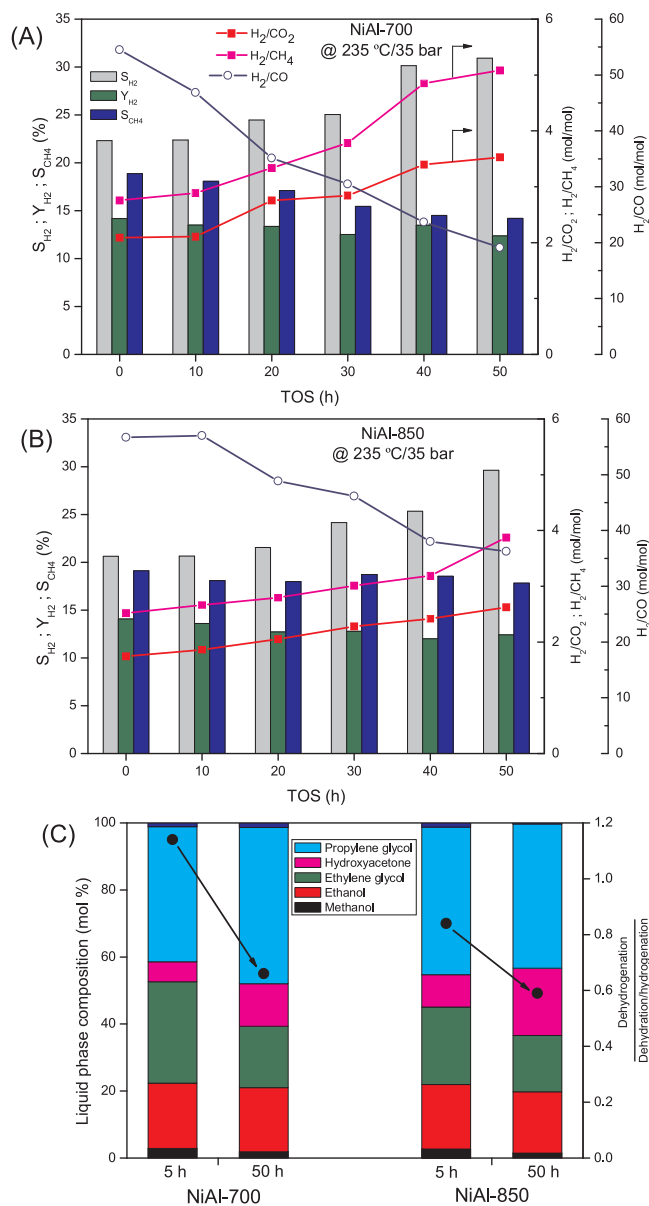 (A)
NiAl-700
@ 235 ºC/35 bar
H2/CO2
H2/CH4
H2/CO
SH2
YH2
SCH4
35
30
25
20
15
10
5
0
SH2 ; YH2 ; SCH4 (%)
6
4
2
0
H2/CO2 ; H2/CH4 (mol/mol)
60
50
40
30
20
10
0
H2/CO (mol/mol)
0 10 20 30 40 50
TOS (h)
(B)
NiAl-850
@ 235 ºC/35 bar
35
30
25
20
15
10
5
0
SH2 ; YH2 ; SCH4 (%)
6
4
2
0
H2/CO2 ; H2/CH4 (mol/mol)
60
50
40
30
20
10
0
H2/CO (mol/mol)
0 10 20 30 40 50
TOS (h)
(C)
100
80
60
40
20
0
Liquid phase composition (mol %)
Propylene glycol
Hydroxyacetone
Ethylene glycol
Ethanol
Methanol
1.2
1.0
0.8
0.6
0.4
0.2
0.0
Dehydrogenation
Dehydration/hydrogenation
5 h 50 h 5 h 50 h
NiAl-700 NiAl-850